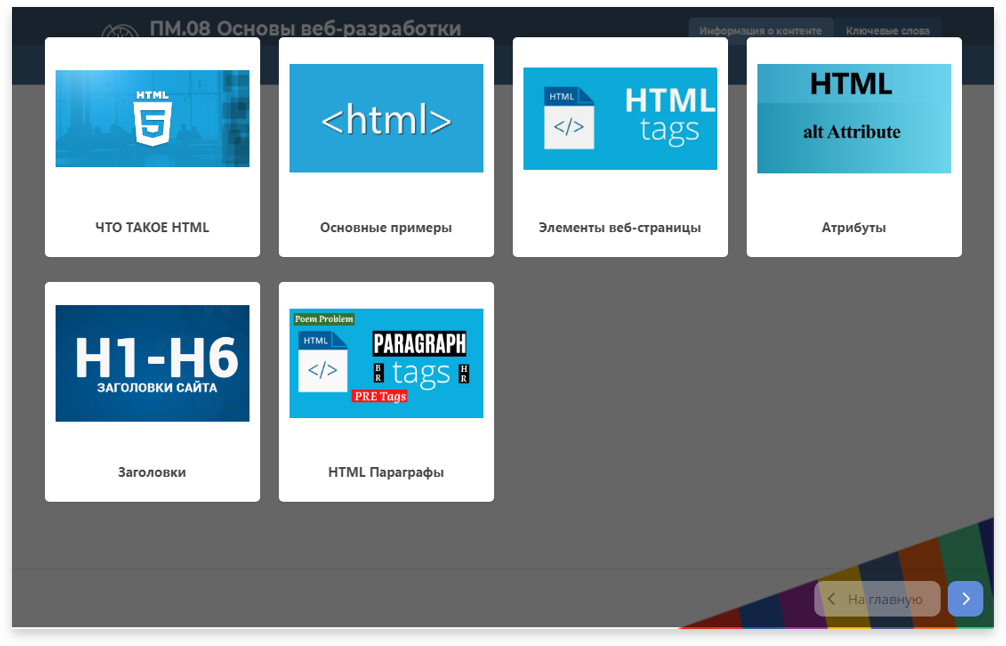 ПМ.08 Основы веб-разработки
Информация о контенте
Ключевые слова
HTML
5
ЧТО ТАКОЕ HTML
<html>
Основные примеры
HTML
</>
HTML
tags
Элементы веб-страницы
HTML
alt Attribute
Атрибуты
H1-H6
ЗАГОЛОВКИ САЙТА
Заголовки
Poem Problem
HTML
</>
PARAGRAPH
BR
tags
HR
PRE Tags
HTML Параграфы
На главную